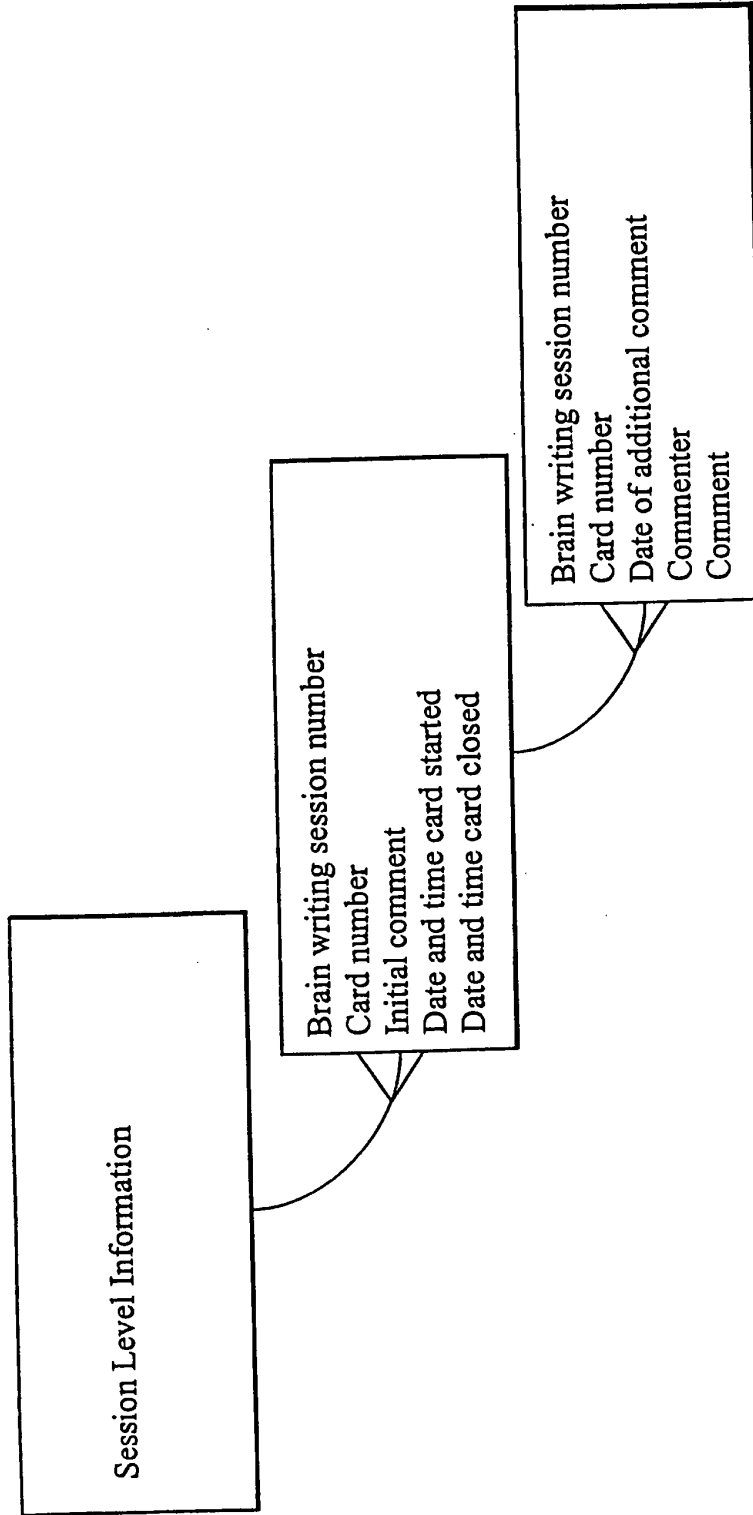 Session Level Information
Brain writing session number
Card number
Initial comment
Date and time card started
Date and time card closed
Brain writing session number
Card number
Date of additional comment
Commenter
Comment